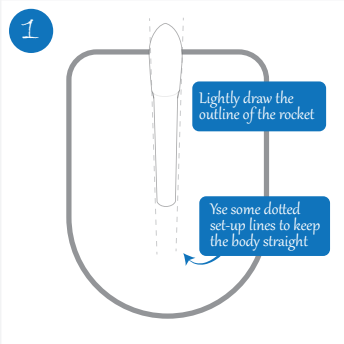 1
Lightly draw the
outline of the rocket
Yse some dotted
set-up lines to keep
the body straight